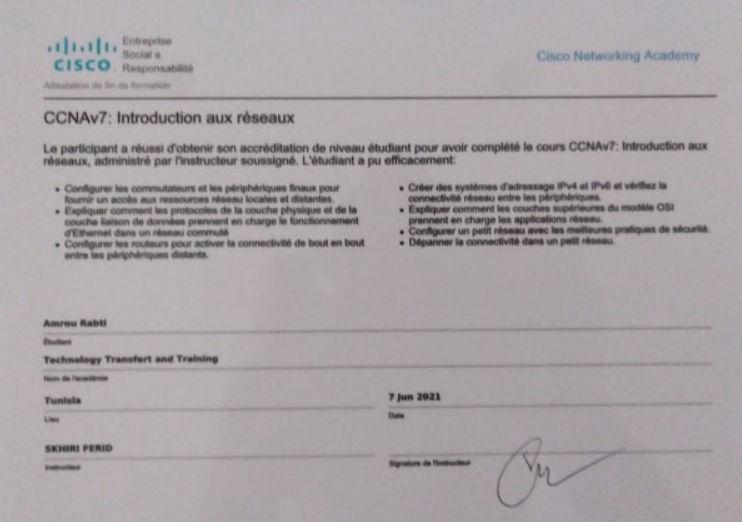 Entreprise
Social e
CISCO Responsabilité
Cisco Networking Academy
Attestation de fin de formation
CCNAv7: Introduction aux réseaux
Le participant a réussi d'obtenir son accréditation de niveau étudiant pour avoir complété le cours CCNAv7: Introduction aux
réseaux, administré par l'instructeur soussigné. L'étudiant a pu efficacement:
• Configurer les commutateurs et les périphériques finaux pour
fournir un accès aux ressources réseau locales et distantes.
• Expliquer comment les protocoles de la couche physique et de la
couche liaison de données prennent en charge le fonctionnement
d'Ethernet dans un réseau commuté
• Configurer les routeurs pour activer la connectivité de bout en bout
entre les périphériques distants.
• Créer des systèmes d'adressage IPv4 et IPv6 et vérifiez la
connectivité réseau entre les périphériques.
• Expliquer comment les couches supérieures du modèle OSI
prennent en charge les applications réseau.
• Configurer un petit réseau avec les meilleures pratiques de sécurité.
• Dépanner la connectivité dans un petit réseau.
Amrou Rabti
Étudiant
Technology Transfert and Training
Nom de l'académie
Tunisia
Lieu
7 Jun 2021
Date
SKHIRI FERID
Instructeur
Signature de l'instructeur